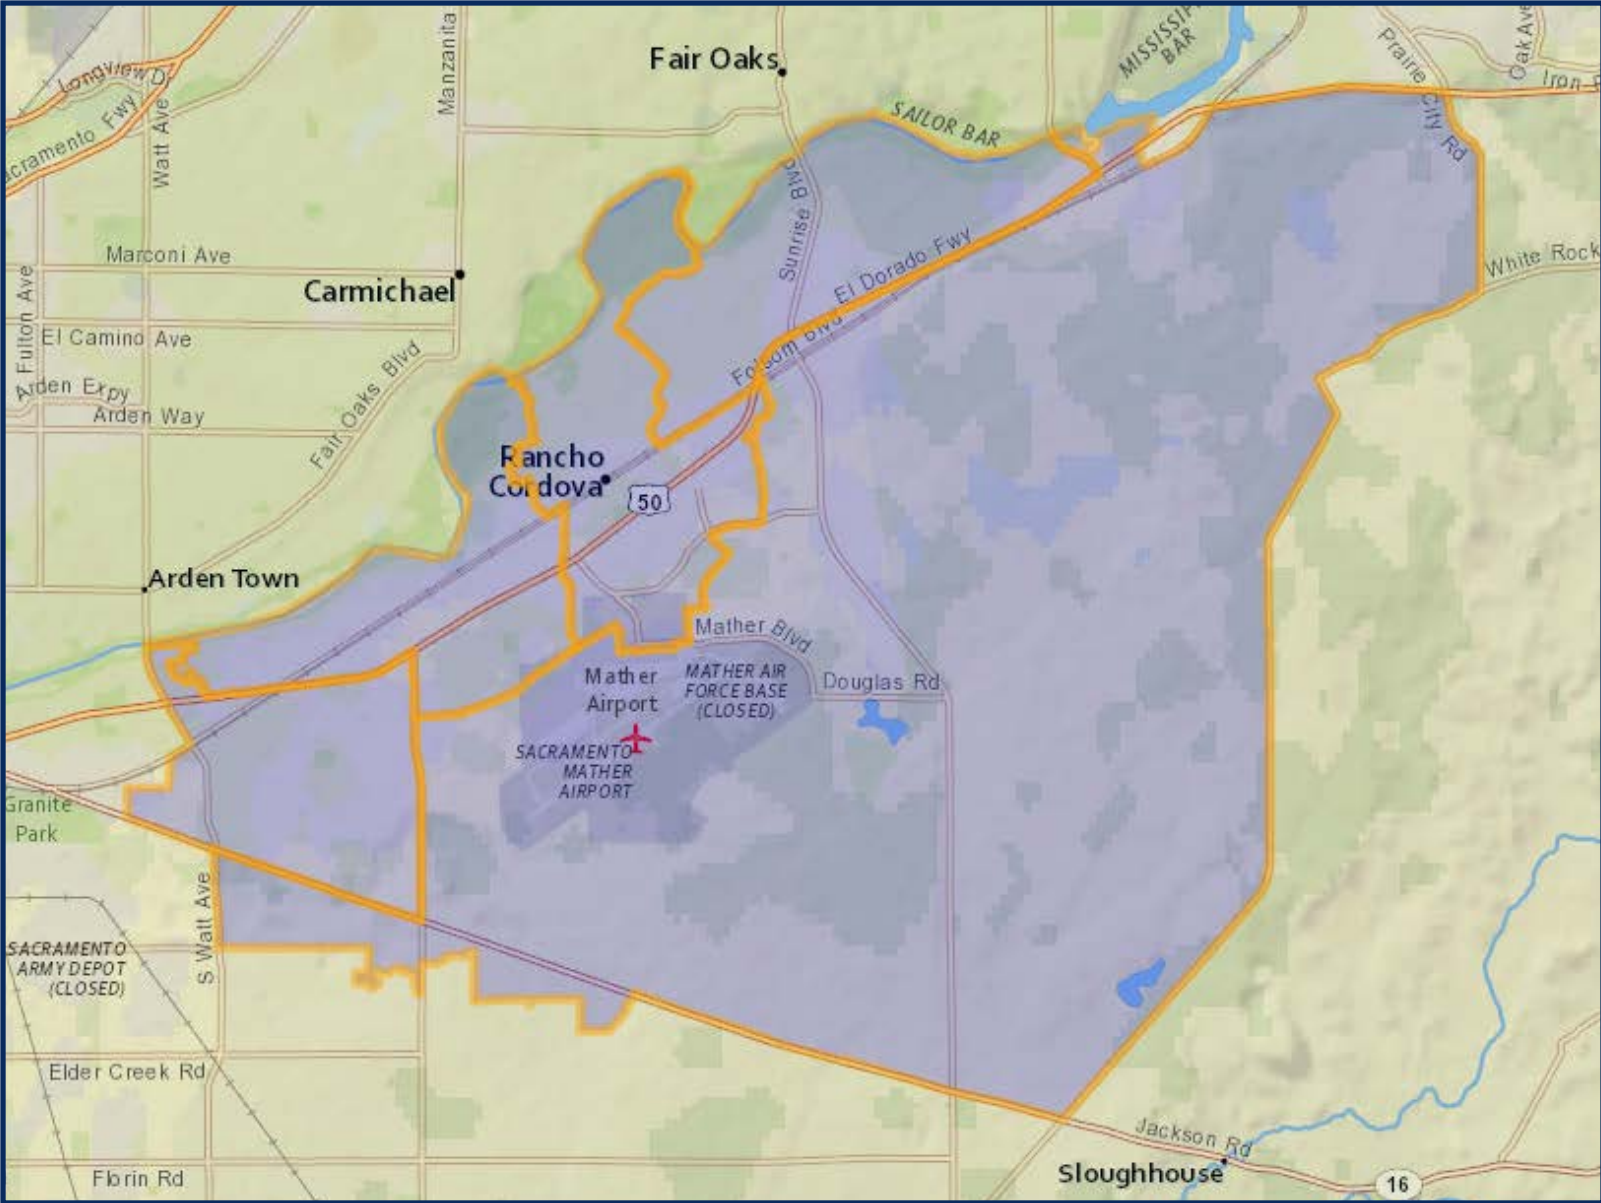 MISSISSIPI
BAR
Prairie City Rd
Oak Ave
Iron
Longview D
Manzanita
Fair Oaks
SAILOR BAR
Sacramento Fwy
Watt Ave
Sunrise Blvd
Marconi Ave
White Rock
El Dorado Fwy
Carmichael
Fulton Ave
El Camino Ave
Folsom Blvd
Arden Expy
Fair Oaks Blvd
Arden Way
Rancho
Cordova
50
Arden Town
Mather Blvd
Mather
Airport
MATHER AIR
FORCE BASE
(CLOSED)
Douglas Rd
SACRAMENTO
MATHER
AIRPORT
Granite
Park
S Watt Ave
SACRAMENTO
ARMY DEPOT
(CLOSED)
Elder Creek Rd
Jackson Rd
Florin Rd
Sloughhouse
16